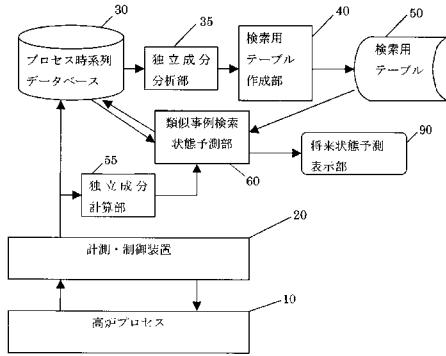 30
35
40
50
プロセス時系列
データベース
独立成分
分析部
検索用
テーブル
作成部
検索用
テーブル
類似事例検索
状態予測部
60
90
将来状態予測
表示部
55
独立成分
計算部
20
計測・制御装置
10
高炉プロセス